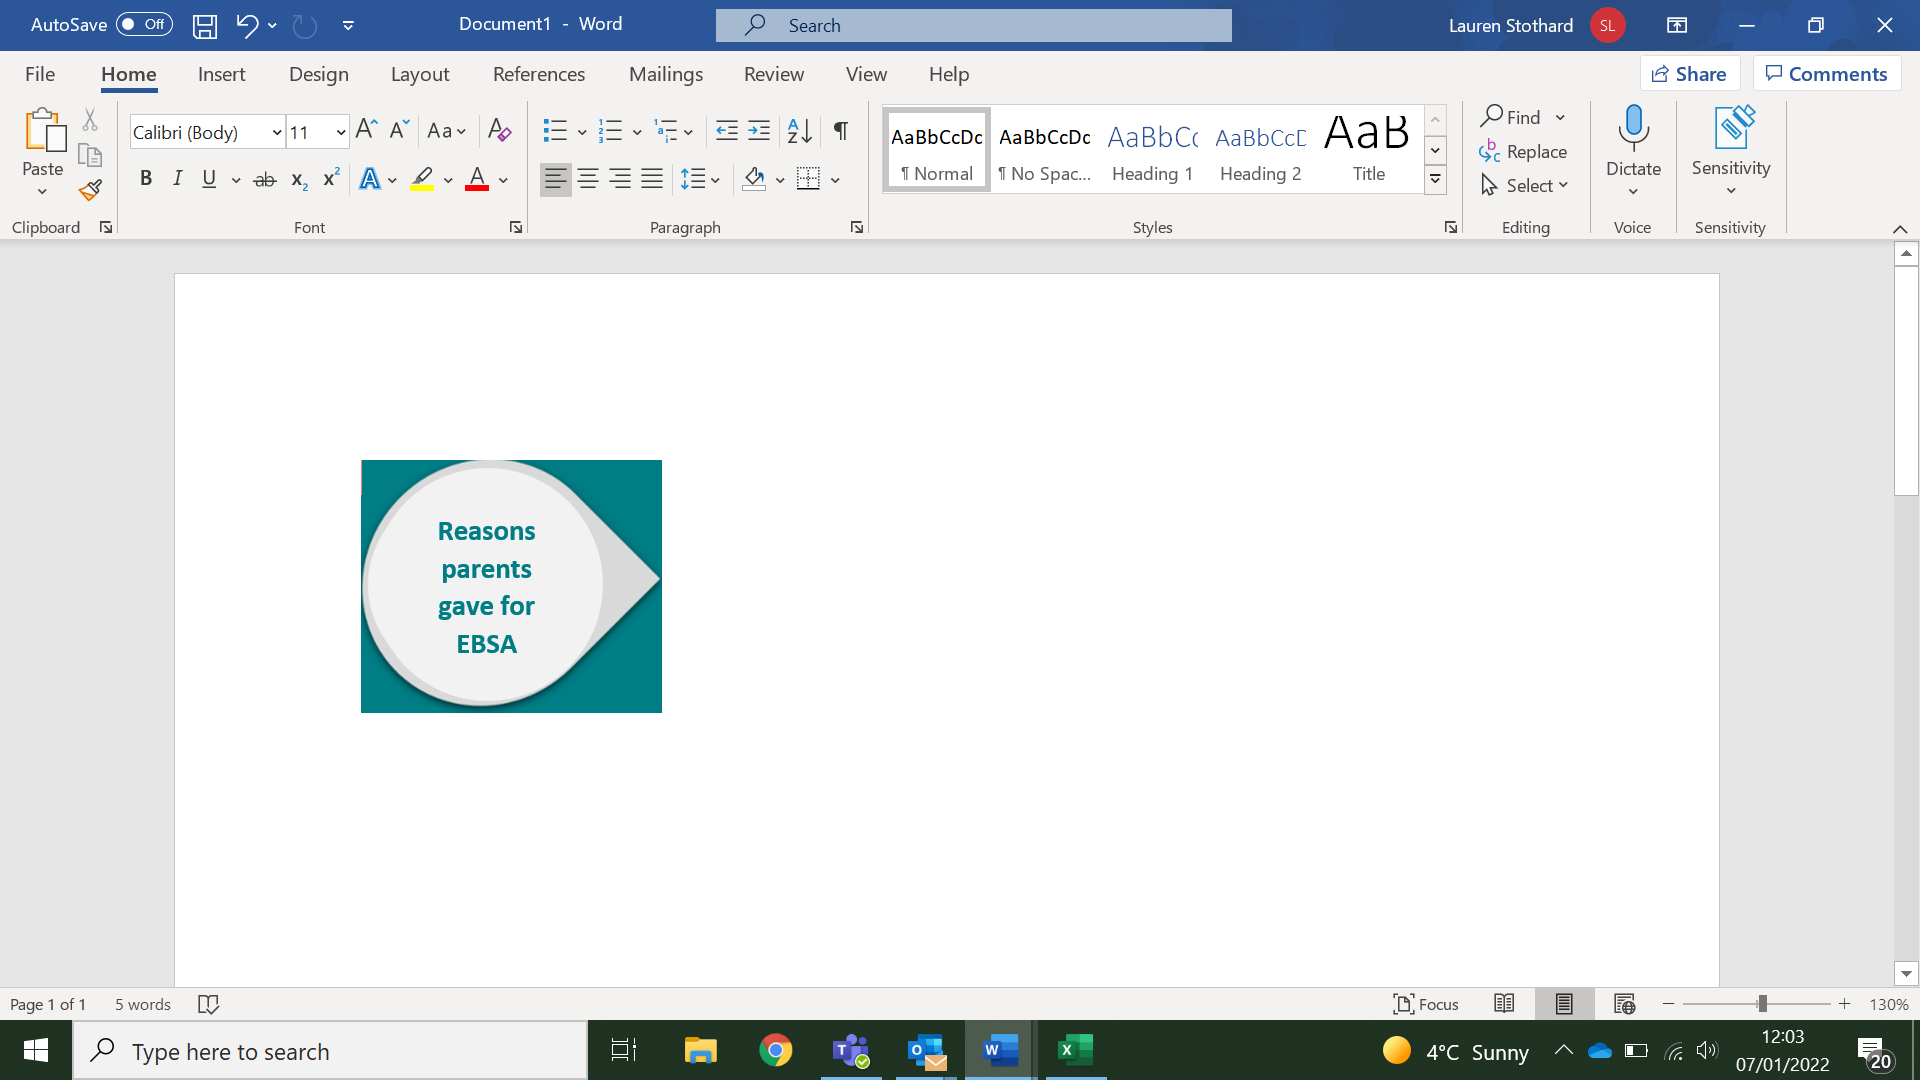 AutoSave Off
Document1 - Word
Search
Lauren Stothard SL
File Home Insert Design Layout References Mailings Review View Help Share Comments
Paste
Clipboard
Calibri (Body) 11
Font
Paragraph
AaBbCcDc AaBbCcDc AaBbCc AaBbCcD AaB
¶ Normal ¶ No Spac... Heading 1 Heading 2 Title
Styles
Find
Replace
Select
Editing
Dictate
Voice
Sensitivity
Sensitivity
Reasons
parents
gave for
EBSA
Page 1 of 1 5 words Focus 130%
Type here to search
4°C Sunny
12:03
07/01/2022
20